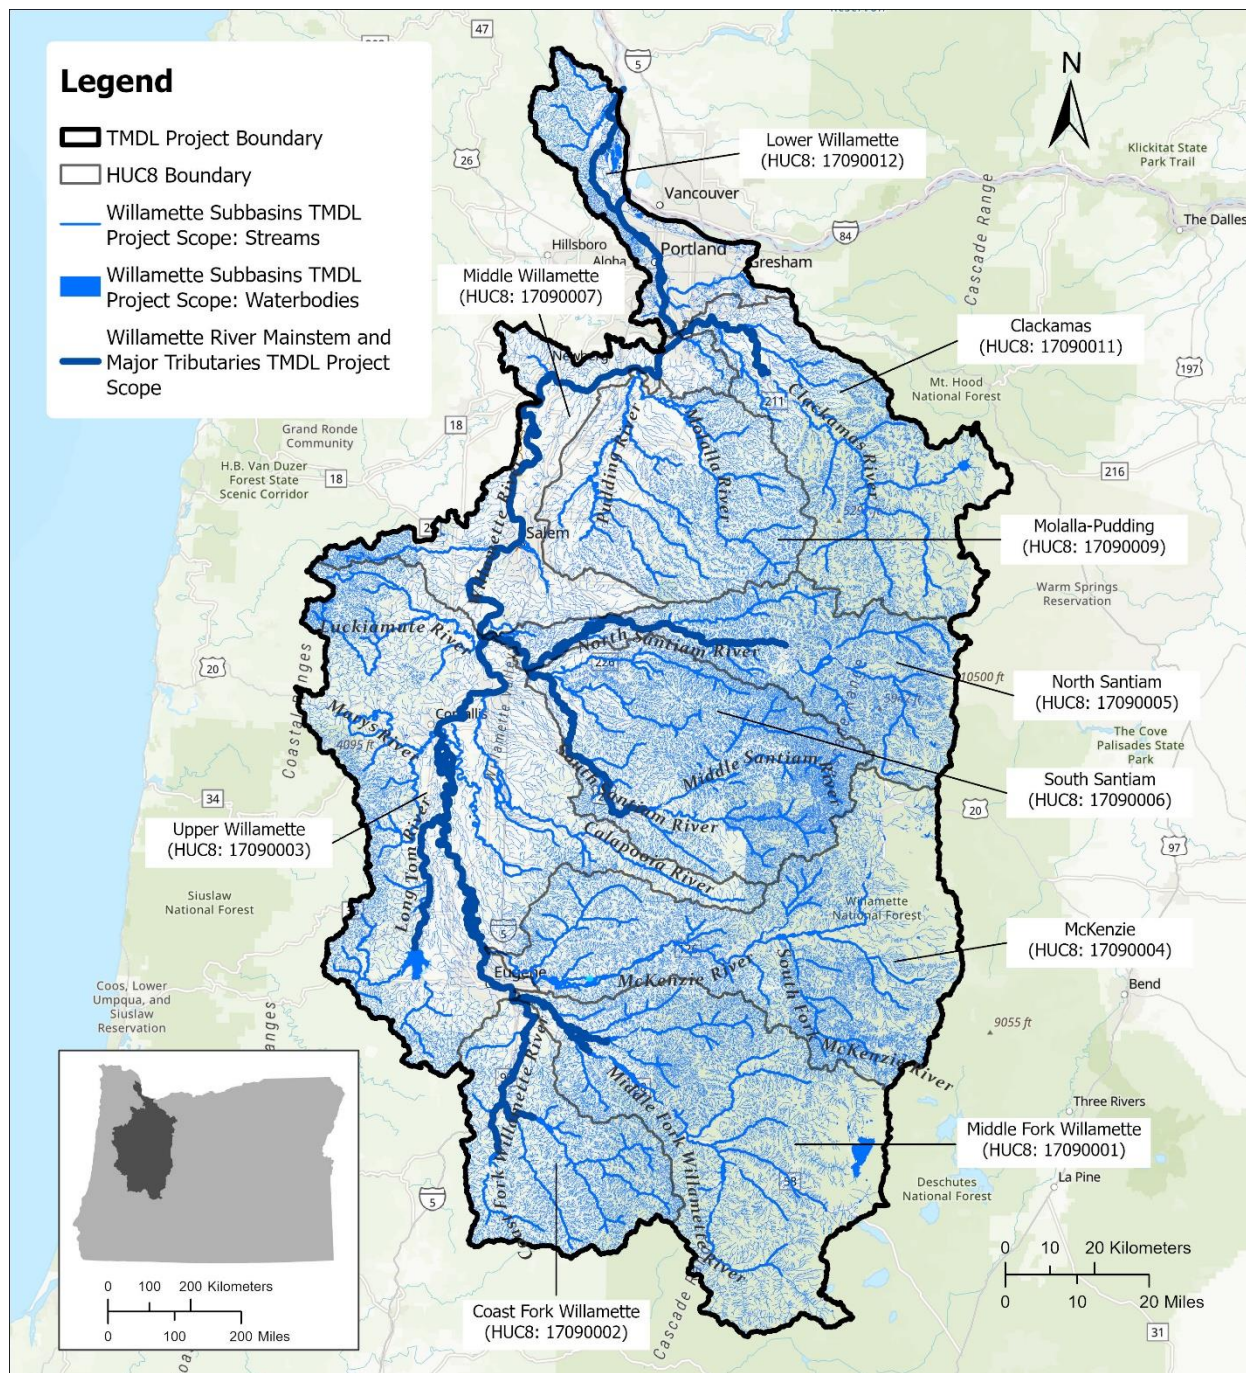 Legend
TMDL Project Boundary
HUC8 Boundary
Willamette Subbasins TMDL
Project Scope: Streams
Willamette Subbasins TMDL
Project Scope: Waterbodies
Willamette River Mainstem and
Major Tributaries TMDL Project
Scope
N
47
5
26
Lower Willamette
(HUC8: 17090012)
Klickitat State
Park Trail
Vancouver
Cascade Range
The Dalles
84
Hillsboro
Aloha
Portland
Gresham
Middle Willamette
(HUC8: 17090007)
Clackamas
(HUC8: 17090011)
197
Mt. Hood
National Forest
211
Clackamas River
Molalla River
Pudding River
18
Grand Ronde
Community
H.B. Van Duzer
Forest State
Scenic Corridor
18
216
Willamette River
Salem
Molalla-Pudding
(HUC8: 17090009)
Warm Springs
Reservation
Luckiamute River
North Santiam River
226
20
Coastal Ranges
10500 ft
North Santiam
(HUC8: 17090005)
Marys River
4095 ft
Corvallis
The Cove
Palisades State
Park
Middle Santiam River
South Santiam River
South Santiam
(HUC8: 17090006)
34
20
97
Upper Willamette
(HUC8: 17090003)
Long Tom River
Calapooia River
Siuslaw
National Forest
Willamette
National Forest
5
McKenzie
(HUC8: 17090004)
Eugene
McKenzie River
South Fork McKenzie River
Coos, Lower
Umpqua, and
Siuslaw
Reservation
Bend
9055 ft
Coast Fork Willamette River
Middle Fork Willamette River
Three Rivers
Middle Fork Willamette
(HUC8: 17090001)
58
Deschutes
National Forest
La Pine
5
0 10 20 Kilometers
0 10 20 Miles
0 100 200 Kilometers
0 100 200 Miles
Coast Fork Willamette
(HUC8: 17090002)
31